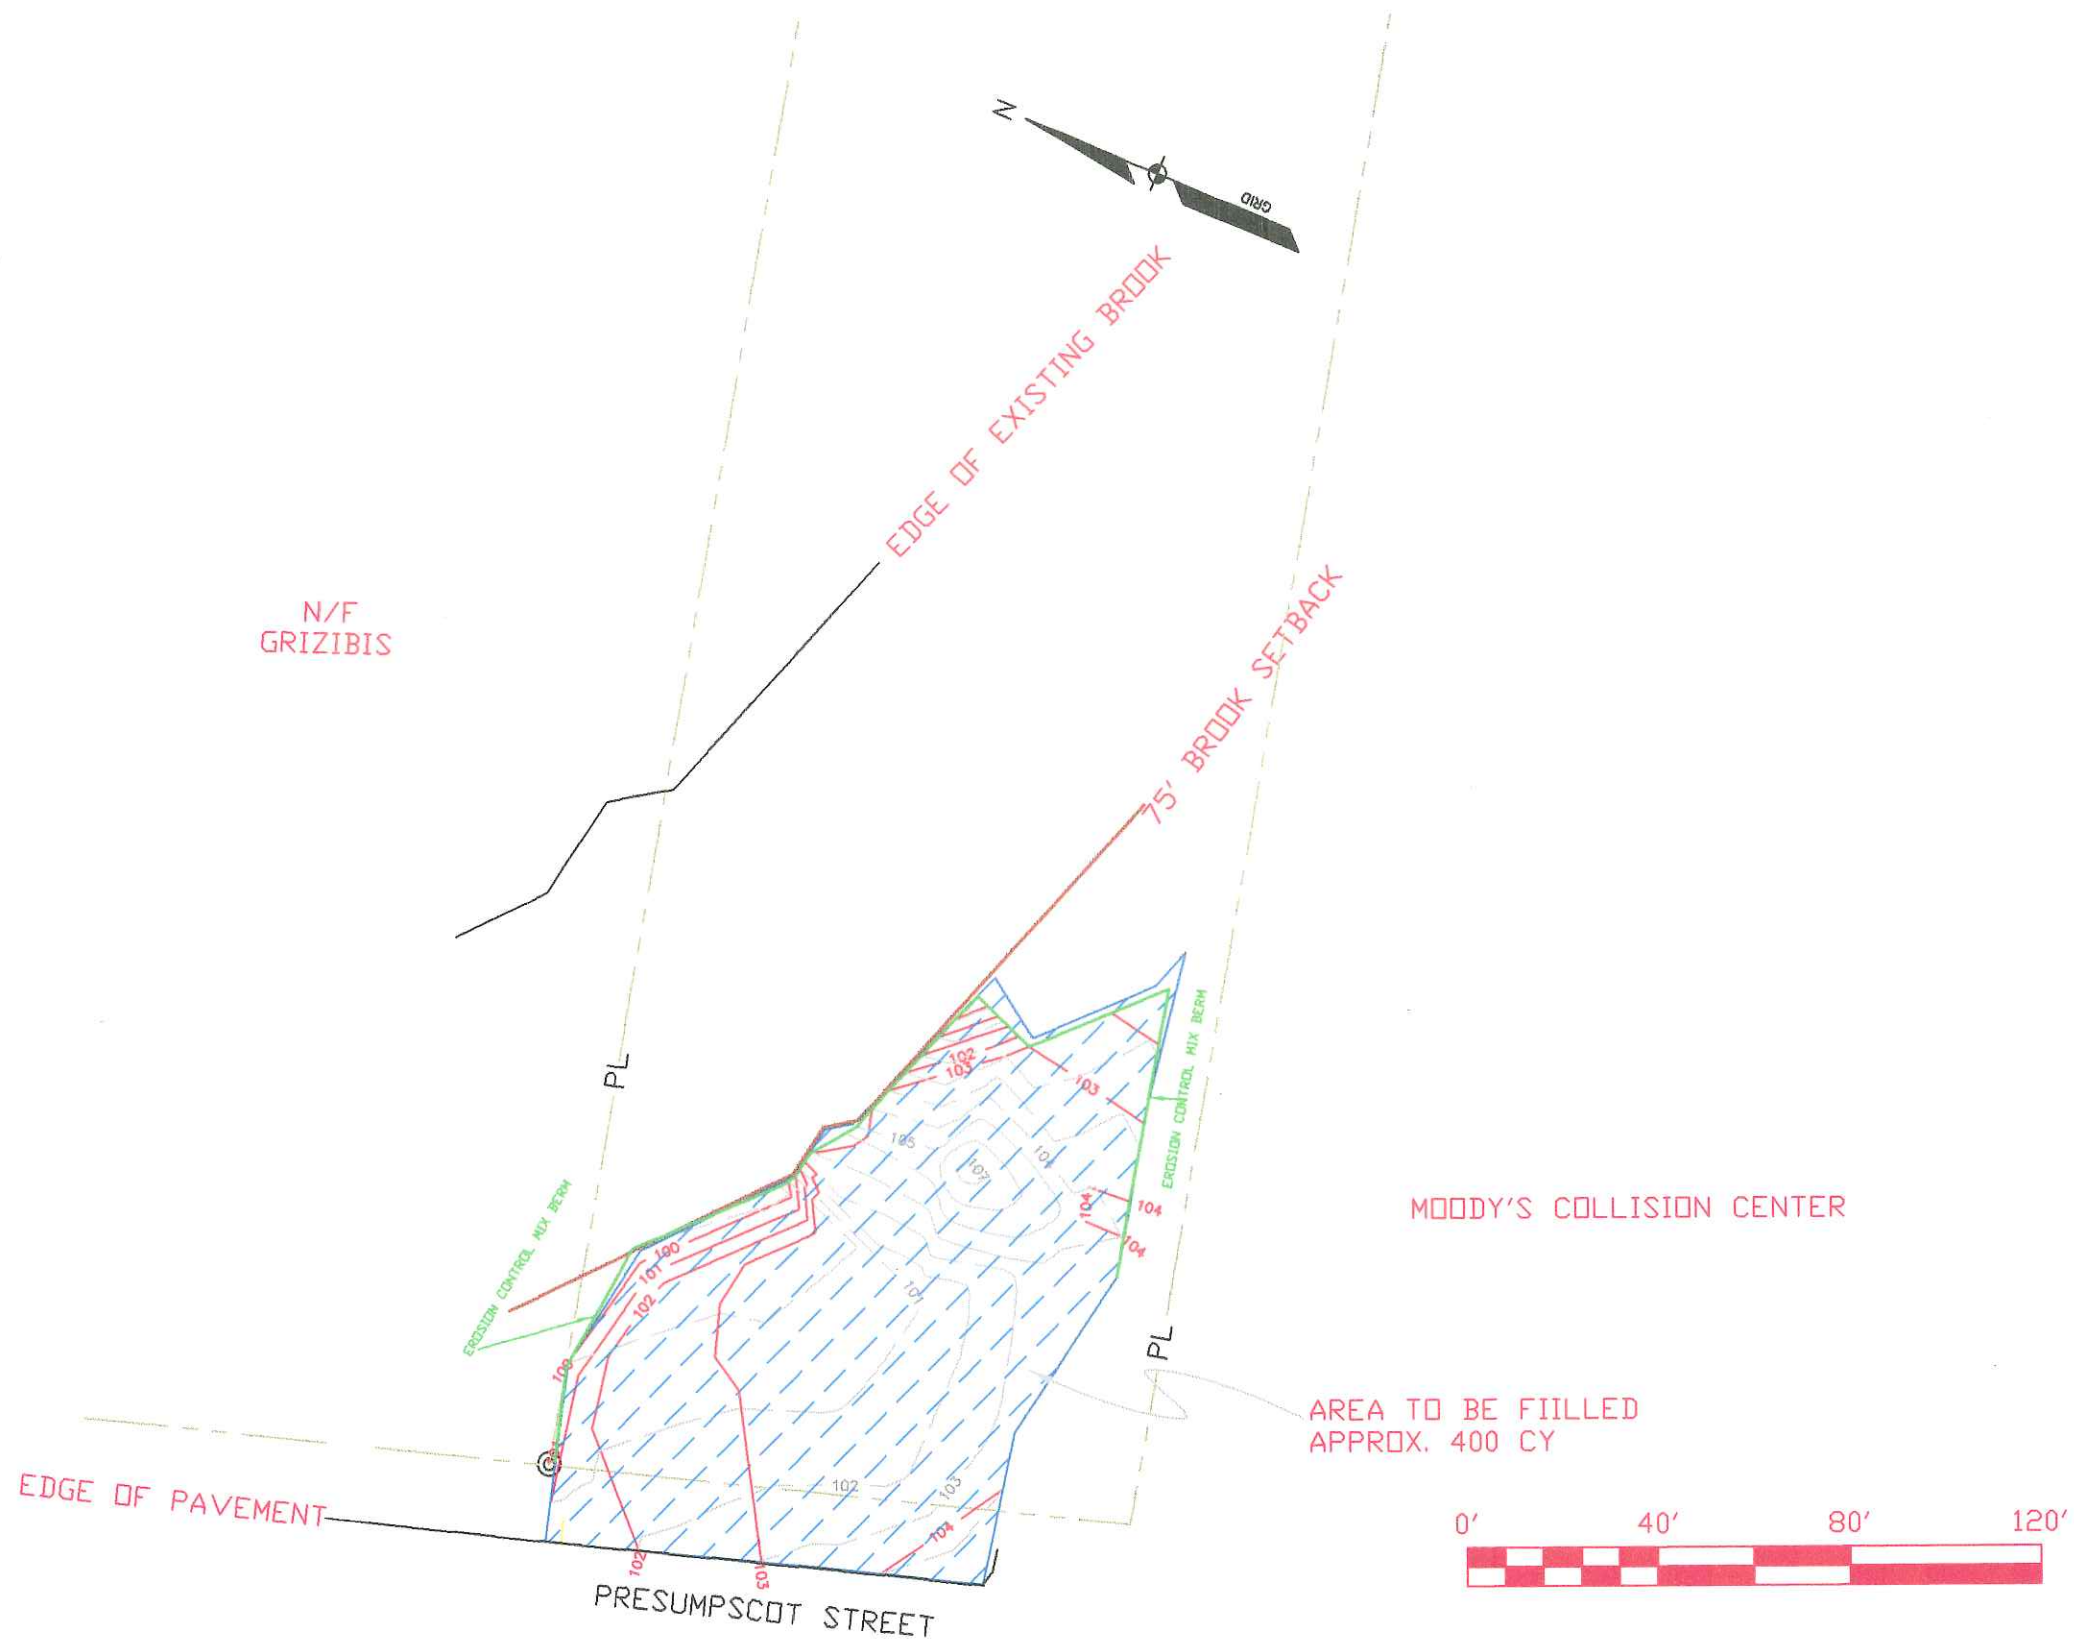 N
GRID
EDGE OF EXISTING BROOK
N/F
GRIZIBIS
75' BROOK SETBACK
PL
EROSION CONTROL MIX BERM
102
103
103
105
107
104
104
104
MOODY'S COLLISION CENTER
EROSION CONTROL MIX BERM
100
101
102
101
100
PL
AREA TO BE FIILLED
APPROX. 400 CY
102
103
104
EDGE OF PAVEMENT
102
103
PRESUMPSCOT STREET
0' 40' 80' 120'